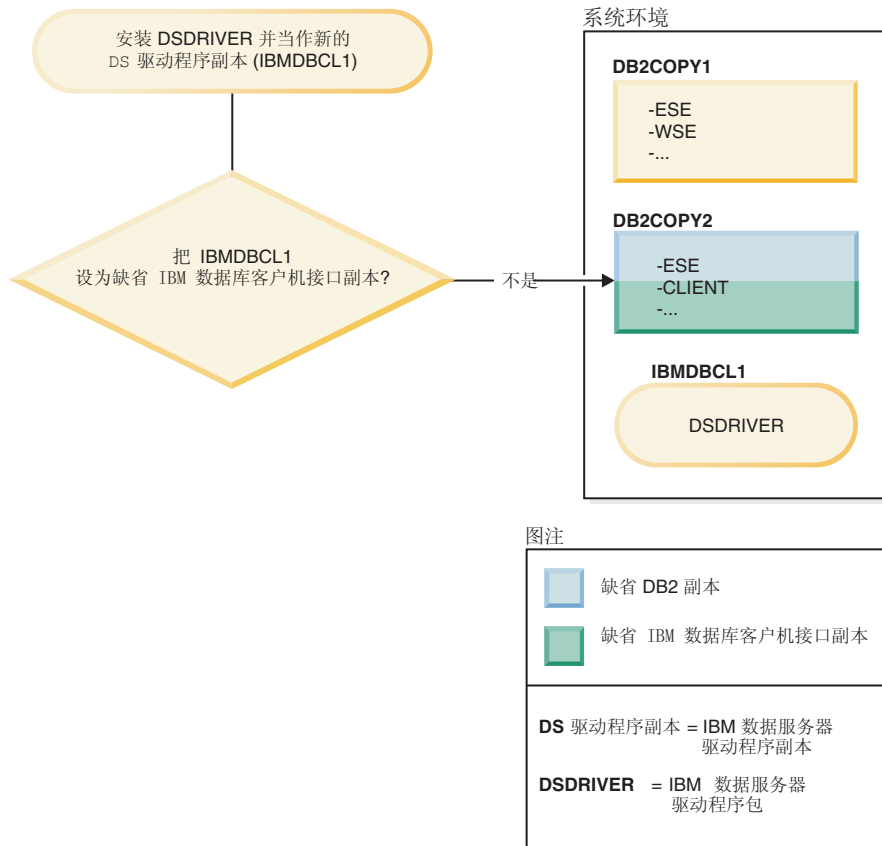 安装 DSDRIVER 并当作新的
DS 驱动程序副本 (IBMDBCL1)
把 IBMDBCL1
设为缺省 IBM 数据库客户机接口副本?
不是
系统环境
DB2COPY1
-ESE
-WSE
-...
DB2COPY2
-ESE
-CLIENT
-...
IBMDBCL1
DSDRIVER
图注
缺省 DB2 副本
缺省 IBM 数据库客户机接口副本
DS 驱动程序副本 = IBM 数据服务器
驱动程序副本
DSDRIVER = IBM 数据服务器
驱动程序包